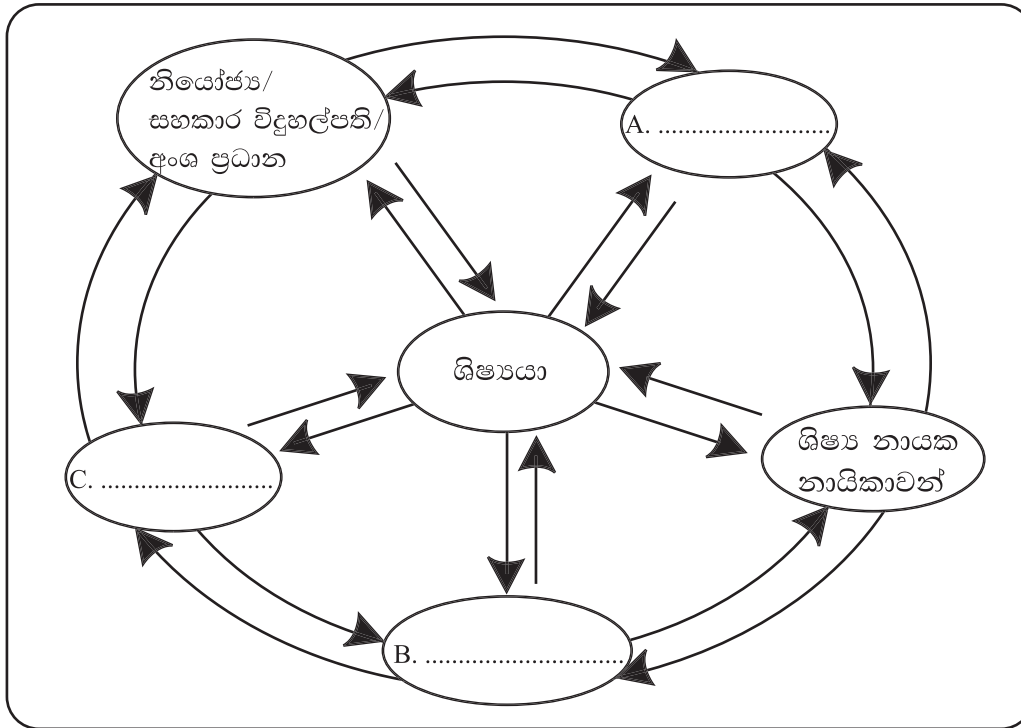 නියෝජ්‍ය/
සහකාර විදුහල්පති/
අංශ ප්‍රධාන
A. ..........................
ශිෂ්‍යයා
ශිෂ්‍ය නායක
නායිකාවන්
C. ..........................
B. ..............................